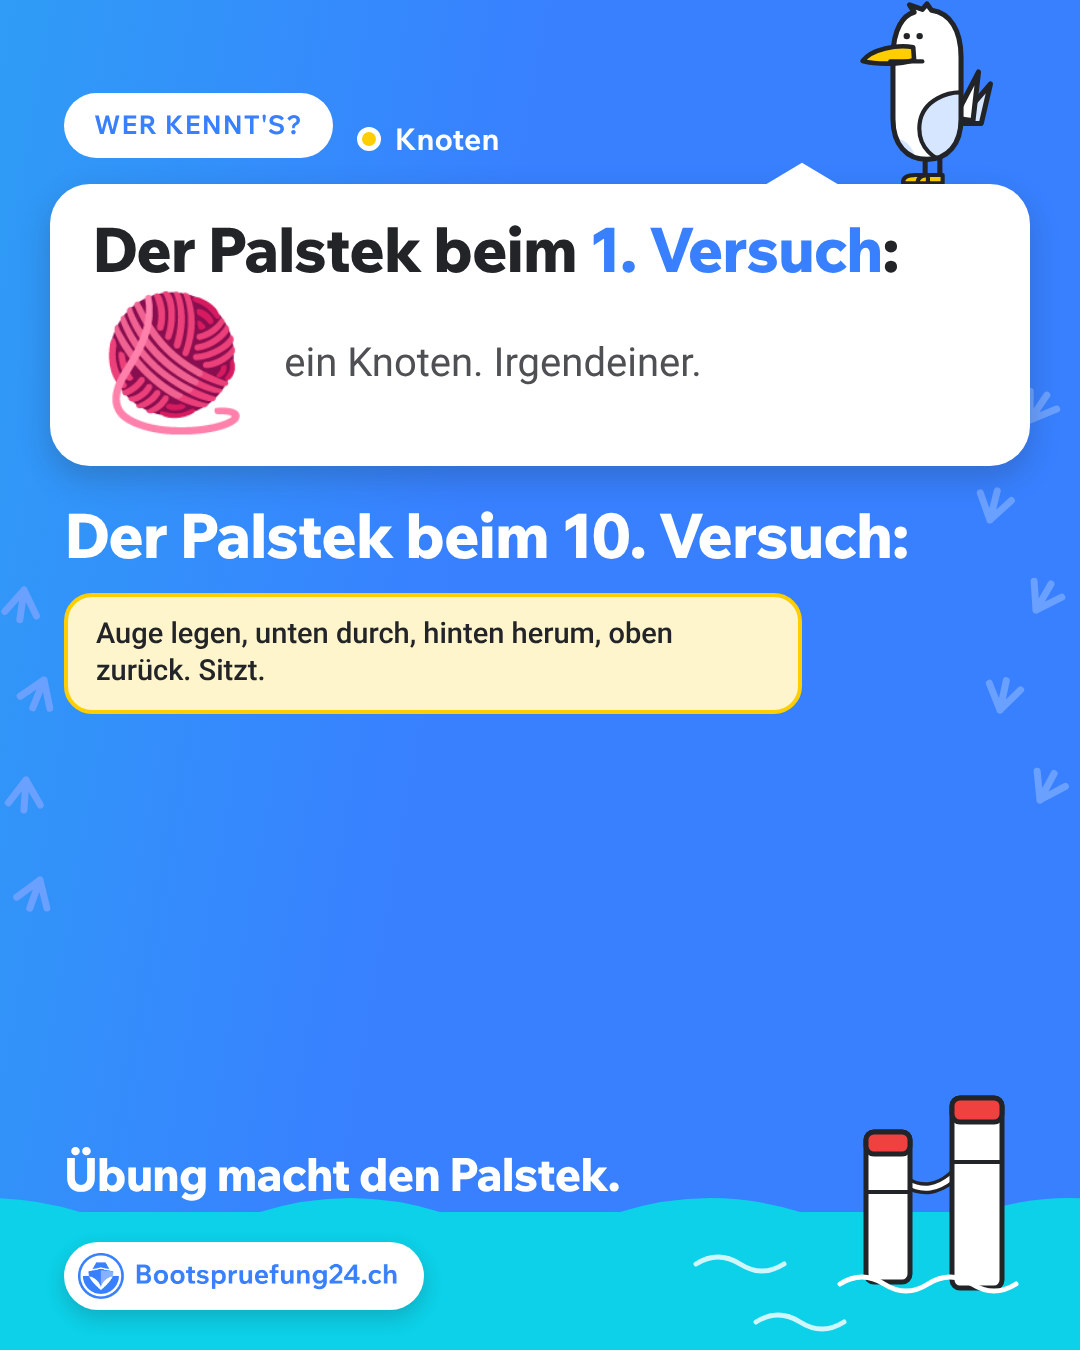 WER KENNT'S?
Knoten
Der Palstek beim 1. Versuch:
ein Knoten. Irgendeiner.
Der Palstek beim 10. Versuch:
Auge legen, unten durch, hinten herum, oben
zurück. Sitzt.
Übung macht den Palstek.
Bootspruefung24.ch